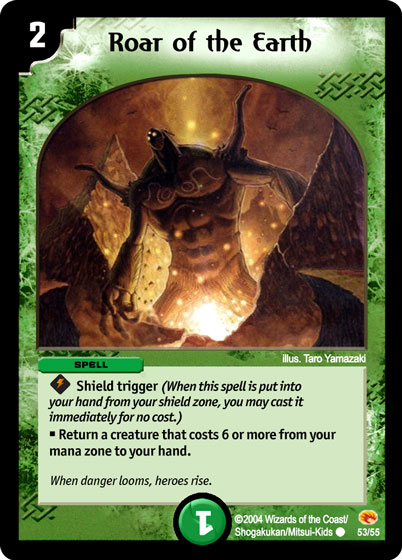 2
Roar of the Earth
illus. Taro Yamazaki
SPELL
Shield trigger (When this spell is put into
your hand from your shield zone, you may cast it
immediately for no cost.)
▪ Return a creature that costs 6 or more from your
mana zone to your hand.
When danger looms, heroes rise.
1
©2004 Wizards of the Coast/
Shogakukan/Mitsui-Kids
53/55